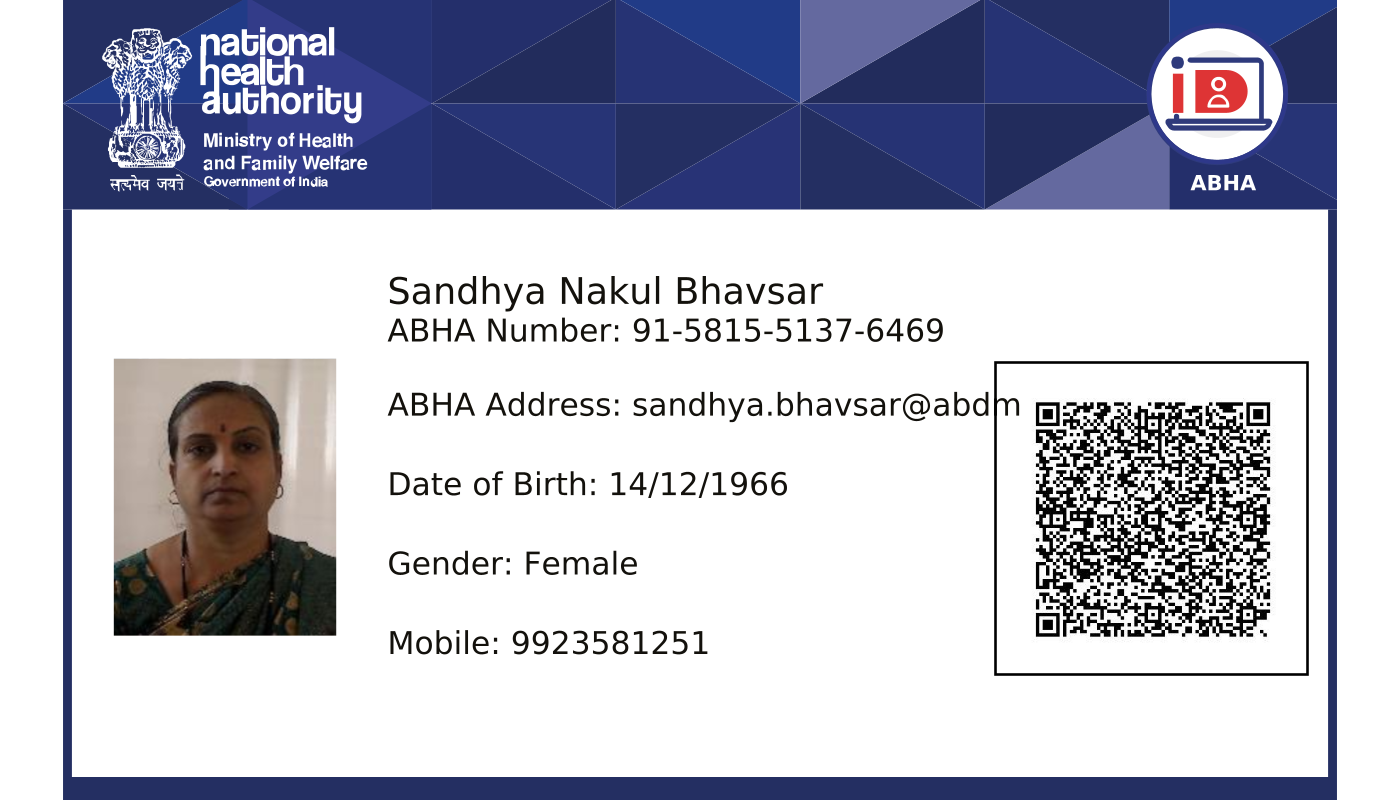 national
health
authority
Ministry of Health
and Family Welfare
Government of India
सत्यमेव जयते
ABHA
Sandhya Nakul Bhavsar
ABHA Number: 91-5815-5137-6469
ABHA Address: sandhya.bhavsar@abdm
Date of Birth: 14/12/1966
Gender: Female
Mobile: 9923581251